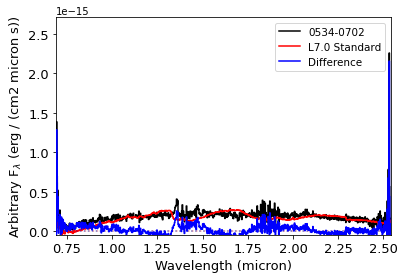 1e−15
0534-0702
L7.0 Standard
Difference
Arbitrary F_λ (erg / (cm2 micron s))
2.5
2.0
1.5
1.0
0.5
0.0
0.75 1.00 1.25 1.50 1.75 2.00 2.25 2.50
Wavelength (micron)